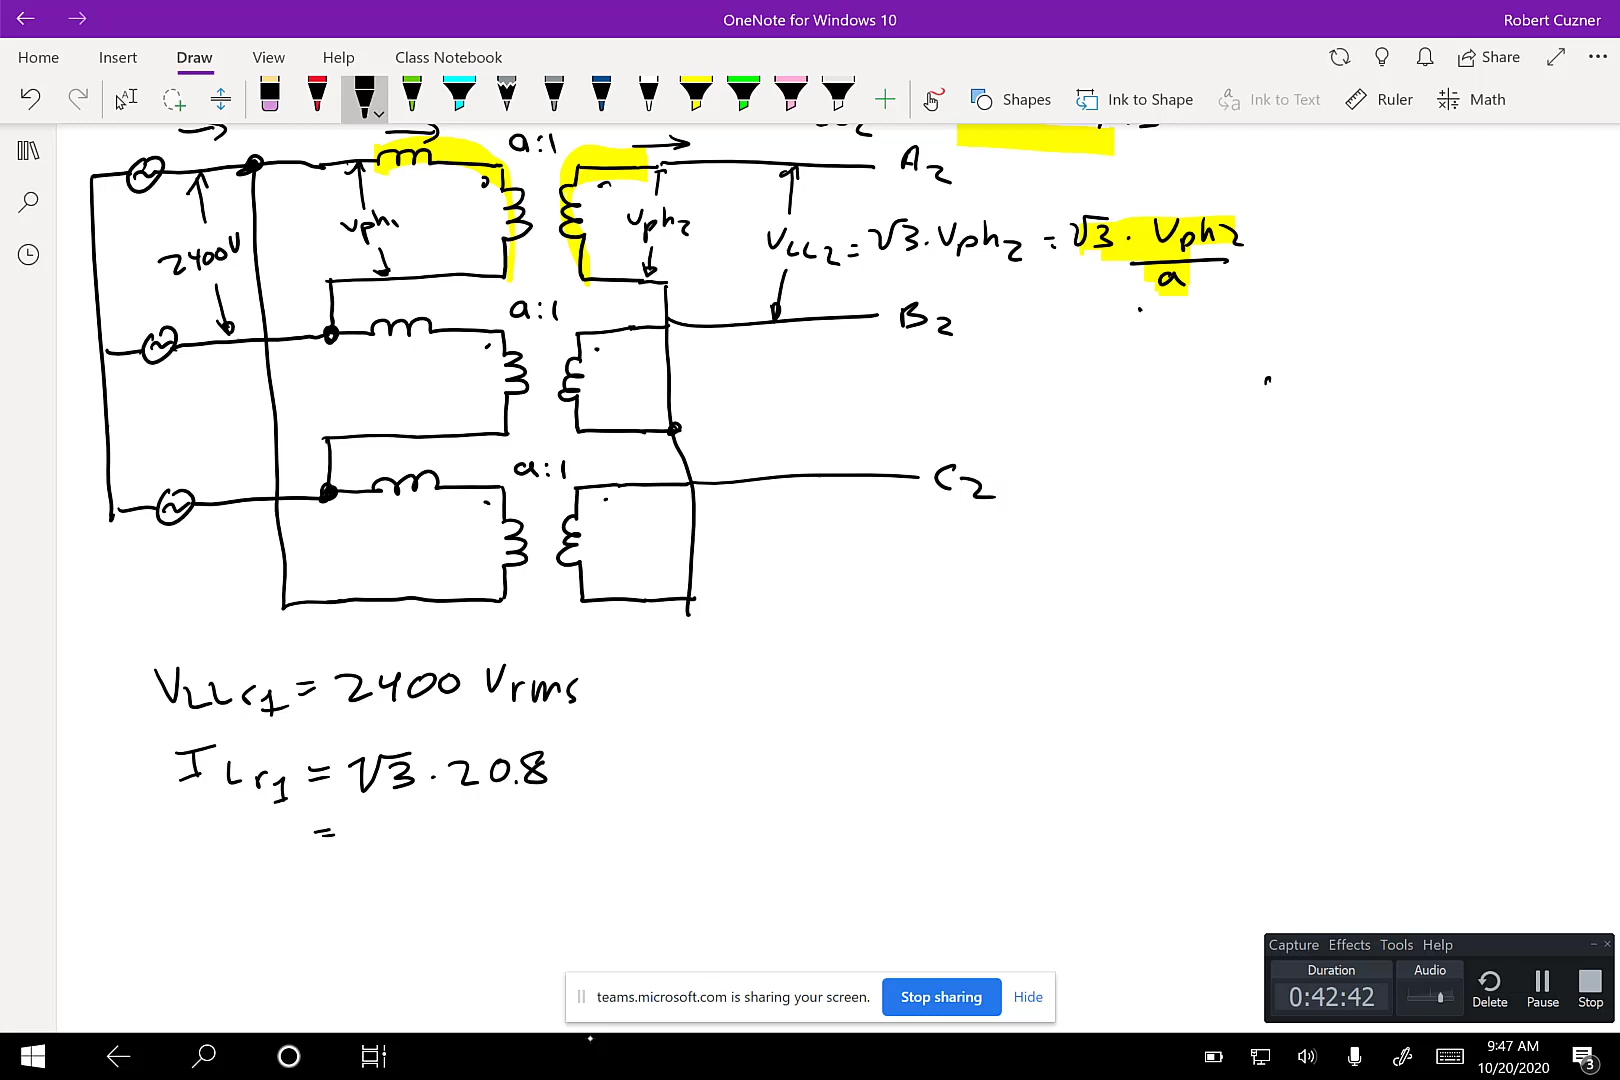 OneNote for Windows 10
Robert Cuzner
Home Insert Draw View Help Class Notebook
Share
Shapes Ink to Shape Ink to Text Ruler Math
a:1
A2
2400V
Vph1
Vph2
VLL2 = √3 · Vph2 = √3 · Vph2 / a
a:1
B2
a:1
C2
VLLr1 = 2400 Vrms
ILr1 = √3 · 20.8
=
Capture Effects Tools Help
Duration Audio
0:42:42 Delete Pause Stop
teams.microsoft.com is sharing your screen. Stop sharing Hide
9:47 AM
10/20/2020
3